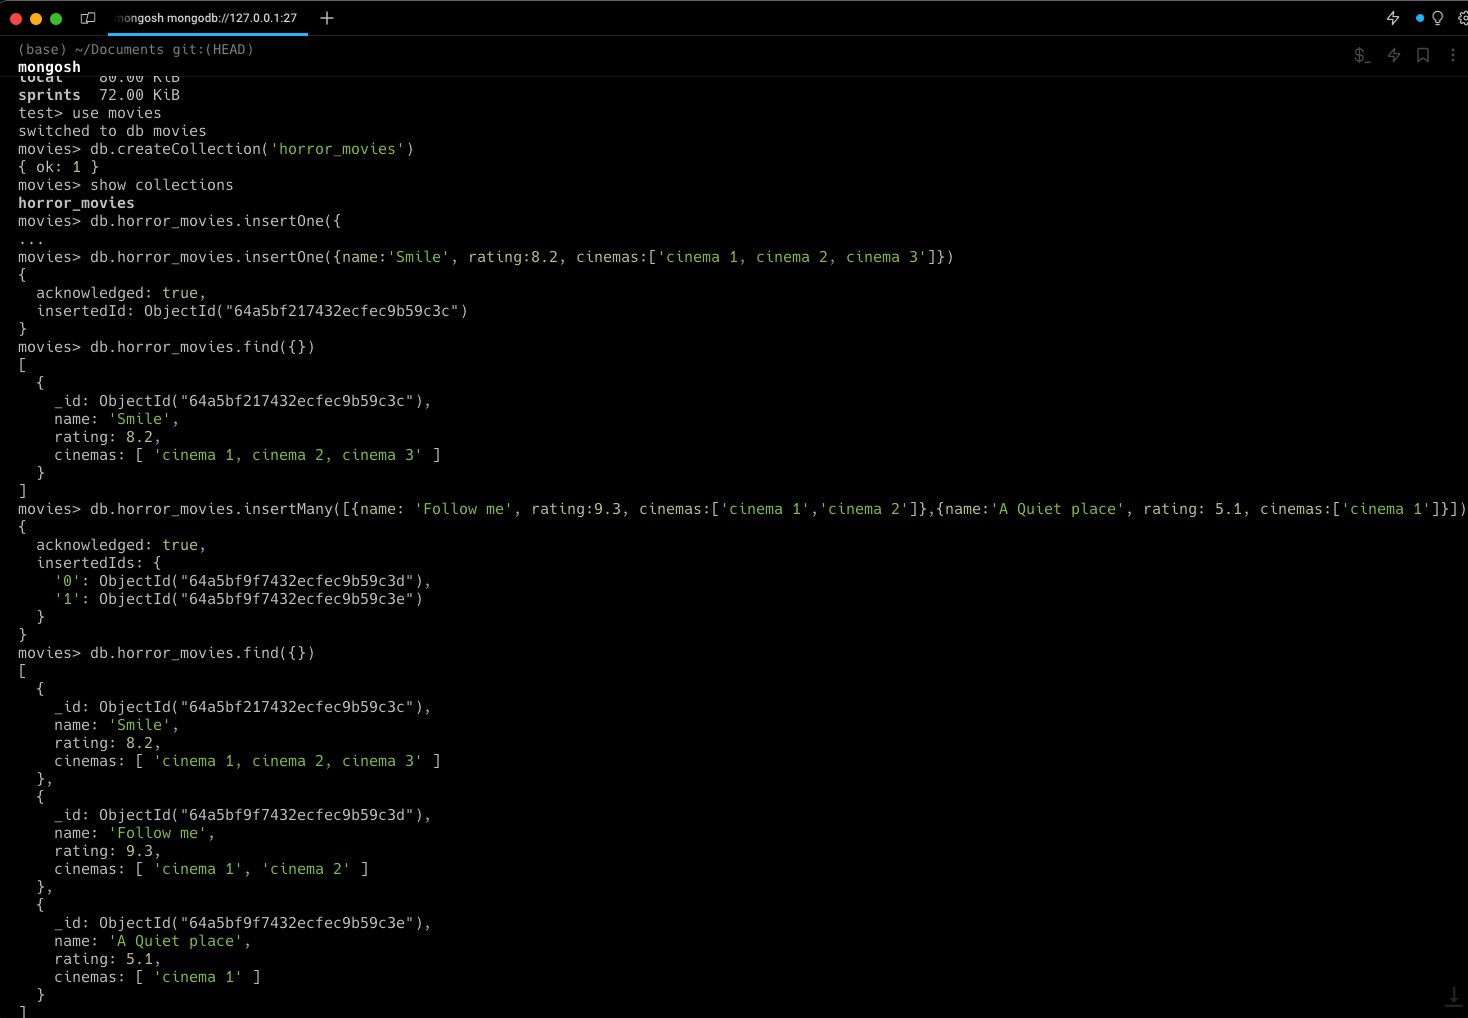 mongosh mongodb://127.0.0.1:27
(base) ~/Documents git:(HEAD)
mongosh
$_
local 80.00 KiB
sprints 72.00 KiB
test> use movies
switched to db movies
movies> db.createCollection('horror_movies')
{ ok: 1 }
movies> show collections
horror_movies
movies> db.horror_movies.insertOne({
...
movies> db.horror_movies.insertOne({name:'Smile', rating:8.2, cinemas:['cinema 1, cinema 2, cinema 3']})
{
  acknowledged: true,
  insertedId: ObjectId("64a5bf217432ecfec9b59c3c")
}
movies> db.horror_movies.find({})
[
  {
    _id: ObjectId("64a5bf217432ecfec9b59c3c"),
    name: 'Smile',
    rating: 8.2,
    cinemas: [ 'cinema 1, cinema 2, cinema 3' ]
  }
]
movies> db.horror_movies.insertMany([{name: 'Follow me', rating:9.3, cinemas:['cinema 1','cinema 2']},{name:'A Quiet place', rating: 5.1, cinemas:['cinema 1']}])
{
  acknowledged: true,
  insertedIds: {
    '0': ObjectId("64a5bf9f7432ecfec9b59c3d"),
    '1': ObjectId("64a5bf9f7432ecfec9b59c3e")
  }
}
movies> db.horror_movies.find({})
[
  {
    _id: ObjectId("64a5bf217432ecfec9b59c3c"),
    name: 'Smile',
    rating: 8.2,
    cinemas: [ 'cinema 1, cinema 2, cinema 3' ]
  },
  {
    _id: ObjectId("64a5bf9f7432ecfec9b59c3d"),
    name: 'Follow me',
    rating: 9.3,
    cinemas: [ 'cinema 1', 'cinema 2' ]
  },
  {
    _id: ObjectId("64a5bf9f7432ecfec9b59c3e"),
    name: 'A Quiet place',
    rating: 5.1,
    cinemas: [ 'cinema 1' ]
  }
]